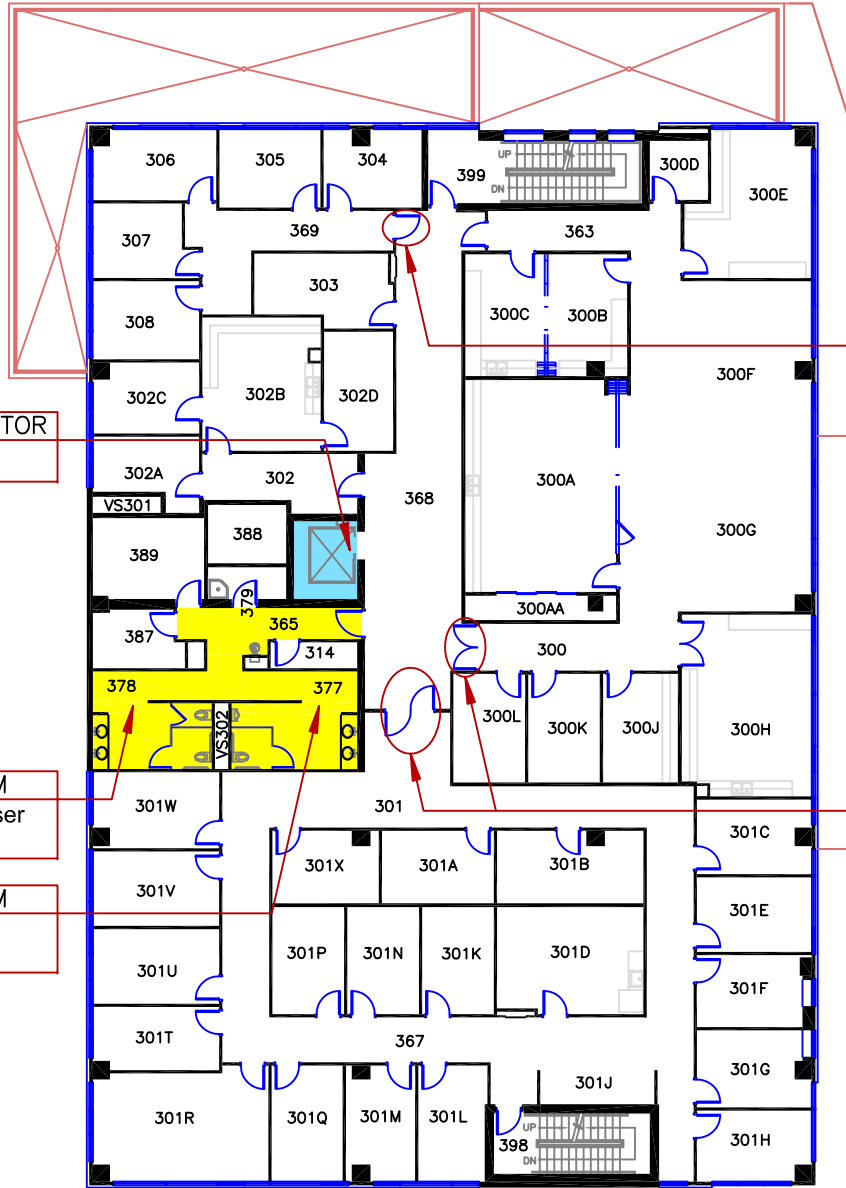 306
305
304
UP
DN
399
300D
300E
307
369
363
308
303
300C
300B
300F
302C
302B
302D
TOR
302A
302
368
300A
VS301
389
388
300G
379
300AA
387
365
314
300
378
377
VS302
300L
300K
300J
300H
M
ser
301W
301
301C
301X
301A
301B
M
301V
301E
301U
301P
301N
301K
301D
301F
301T
367
301G
301J
301R
301Q
301M
301L
UP
398
DN
301H